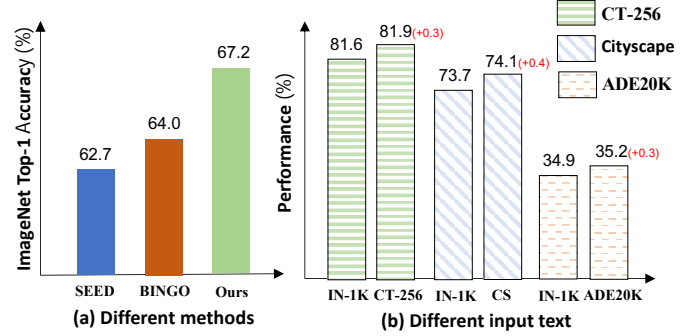 ImageNet Top-1 Accuracy (%)
62.7
64.0
67.2
SEED BINGO Ours
(a) Different methods
Performance (%)
81.6
81.9(+0.3)
73.7
74.1(+0.4)
34.9
35.2(+0.3)
IN-1K CT-256 IN-1K CS IN-1K ADE20K
(b) Different input text
CT-256
Cityscape
ADE20K